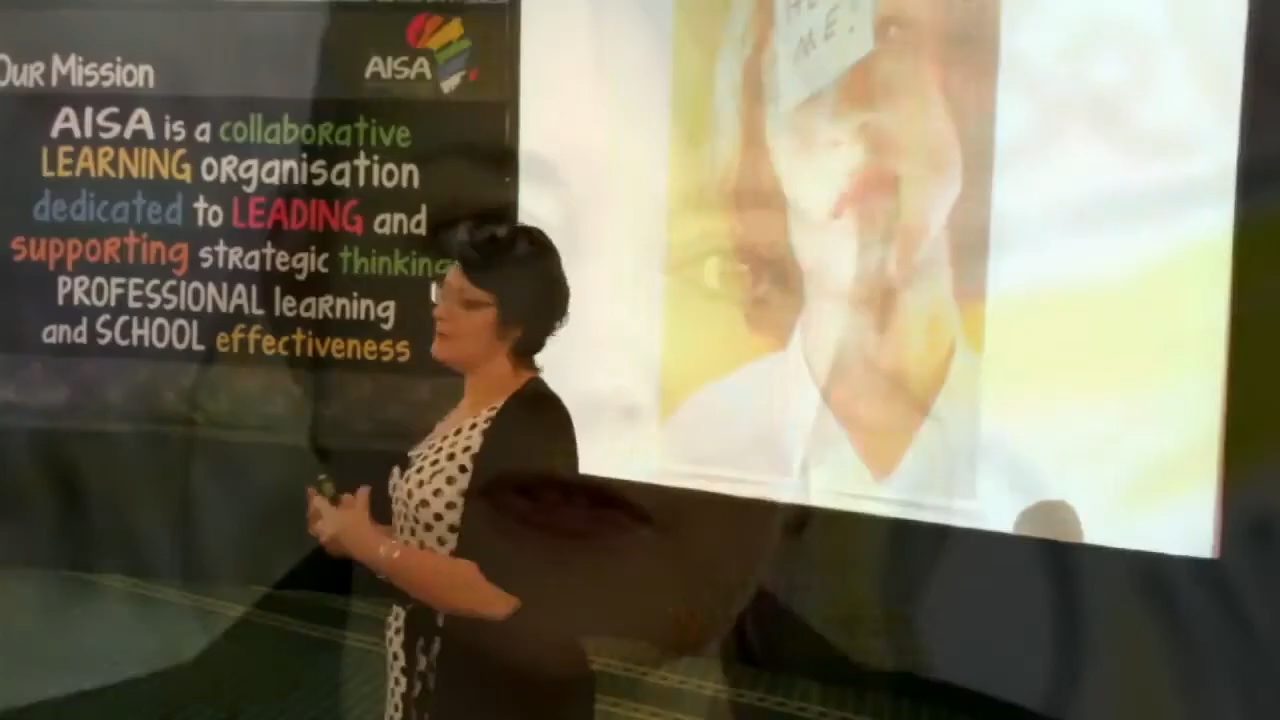 Our Mission
AISA
AISA is a collaborative
LEARNING organisation
dedicated to LEADING and
supporting strategic thinking
PROFESSIONAL learning
and SCHOOL effectiveness
ME!